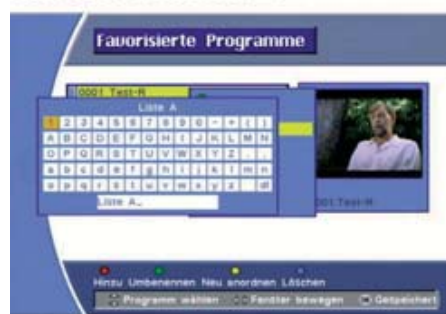 Favorisierte Programme
0001 Test-R
Liste A
1 2 3 4 5 6 7 8 9 0 - + ( )
A B C D E F G H I J K L M N
O P Q R S T U V W X Y Z . ,
a b c d e f g h i j k l m n
o p q r s t u v w x y z
Liste A_
001 Test-R
Hinzu Umbenennen Neu anordnen Löschen
Programm wählen Fenster bewegen Getspeichert